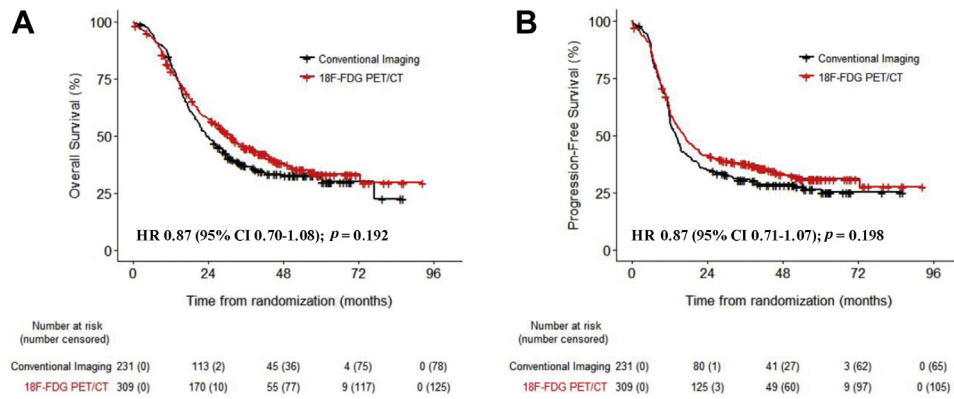 A
100
75
50
25
0
Overall Survival (%)
Conventional Imaging
18F-FDG PET/CT
HR 0.87 (95% CI 0.70-1.08); p = 0.192
0 24 48 72 96
Time from randomization (months)
Number at risk
(number censored)
Conventional Imaging 231 (0) 113 (2) 45 (36) 4 (75) 0 (78)
18F-FDG PET/CT 309 (0) 170 (10) 55 (77) 9 (117) 0 (125)
B
100
75
50
25
0
Progression-Free Survival (%)
Conventional Imaging
18F-FDG PET/CT
HR 0.87 (95% CI 0.71-1.07); p = 0.198
0 24 48 72 96
Time from randomization (months)
Number at risk
(number censored)
Conventional Imaging 231 (0) 80 (1) 41 (27) 3 (62) 0 (65)
18F-FDG PET/CT 309 (0) 125 (3) 49 (60) 9 (97) 0 (105)